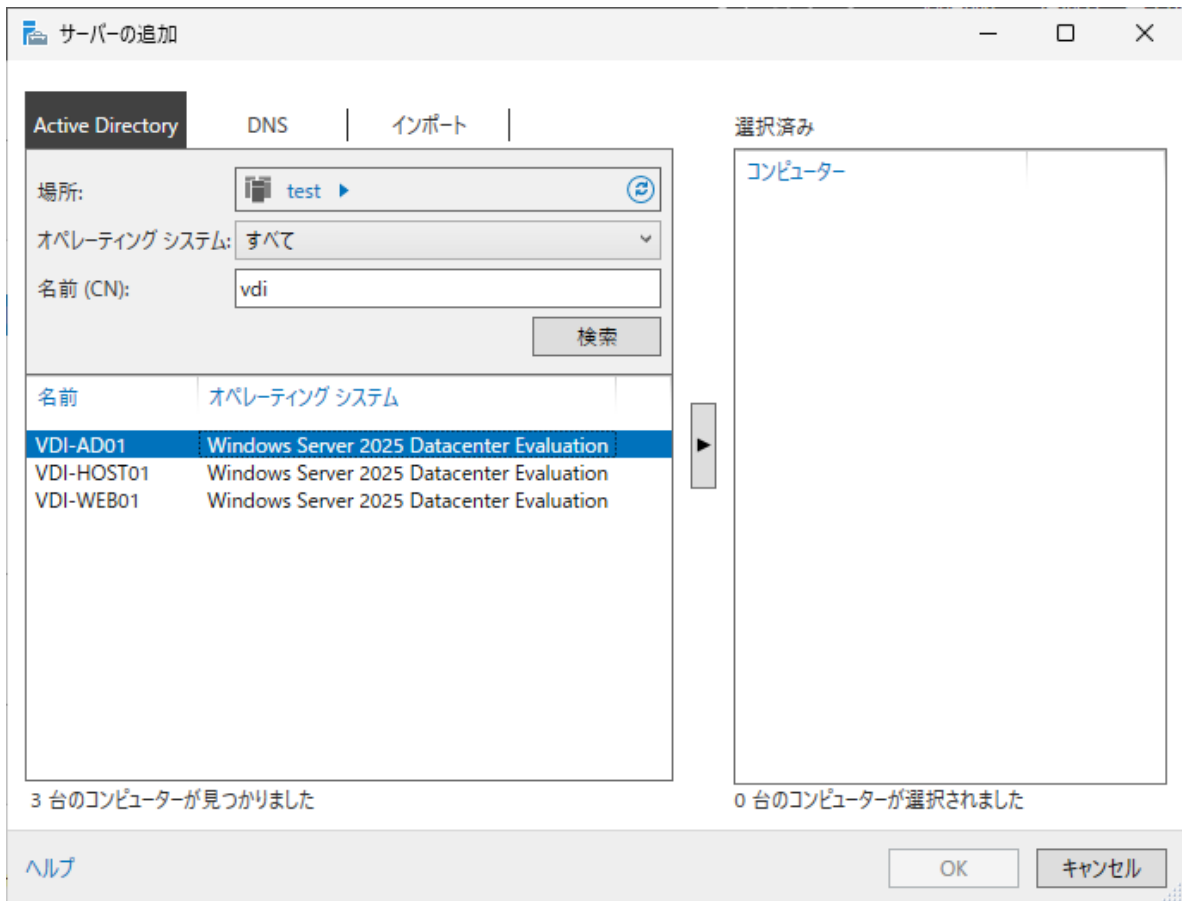 サーバーの追加
Active Directory
DNS
インポート
場所:
test
オペレーティング システム:
すべて
名前 (CN):
vdi
検索
名前 オペレーティング システム
VDI-AD01 Windows Server 2025 Datacenter Evaluation
VDI-HOST01 Windows Server 2025 Datacenter Evaluation
VDI-WEB01 Windows Server 2025 Datacenter Evaluation
3 台のコンピューターが見つかりました
選択済み
コンピューター
0 台のコンピューターが選択されました
ヘルプ
OK
キャンセル